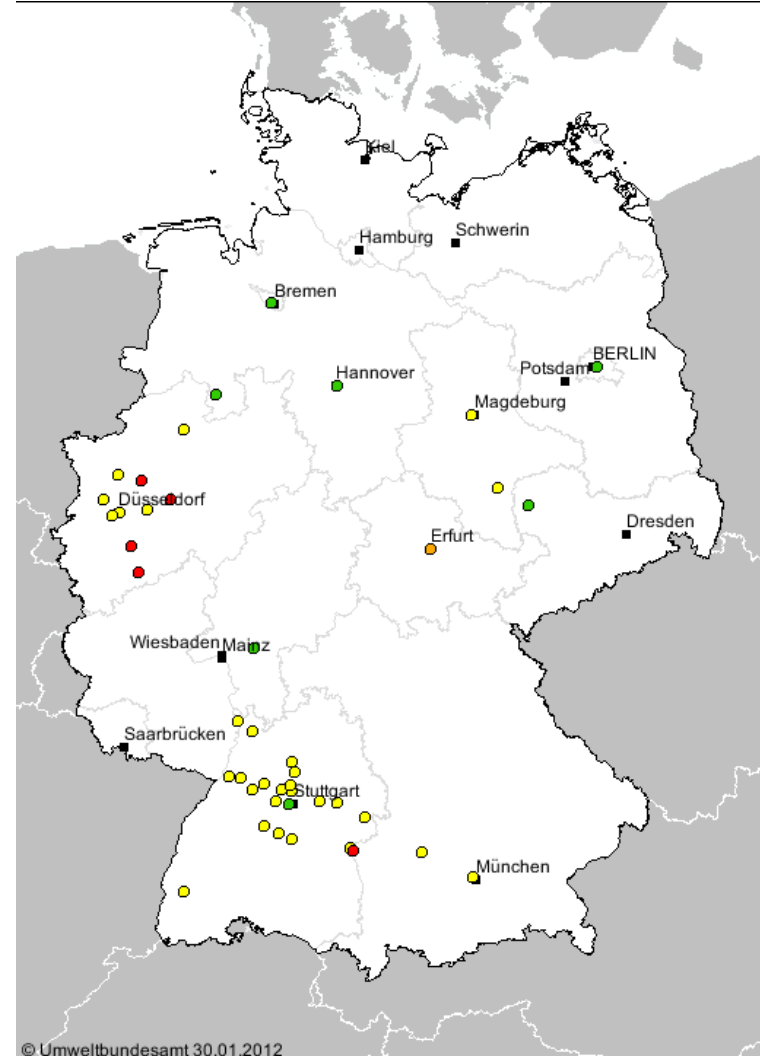 Kiel
Hamburg
Schwerin
Bremen
Hannover
BERLIN
Potsdam
Magdeburg
Düsseldorf
Dresden
Erfurt
Wiesbaden
Mainz
Saarbrücken
Stuttgart
München
© Umweltbundesamt 30.01.2012